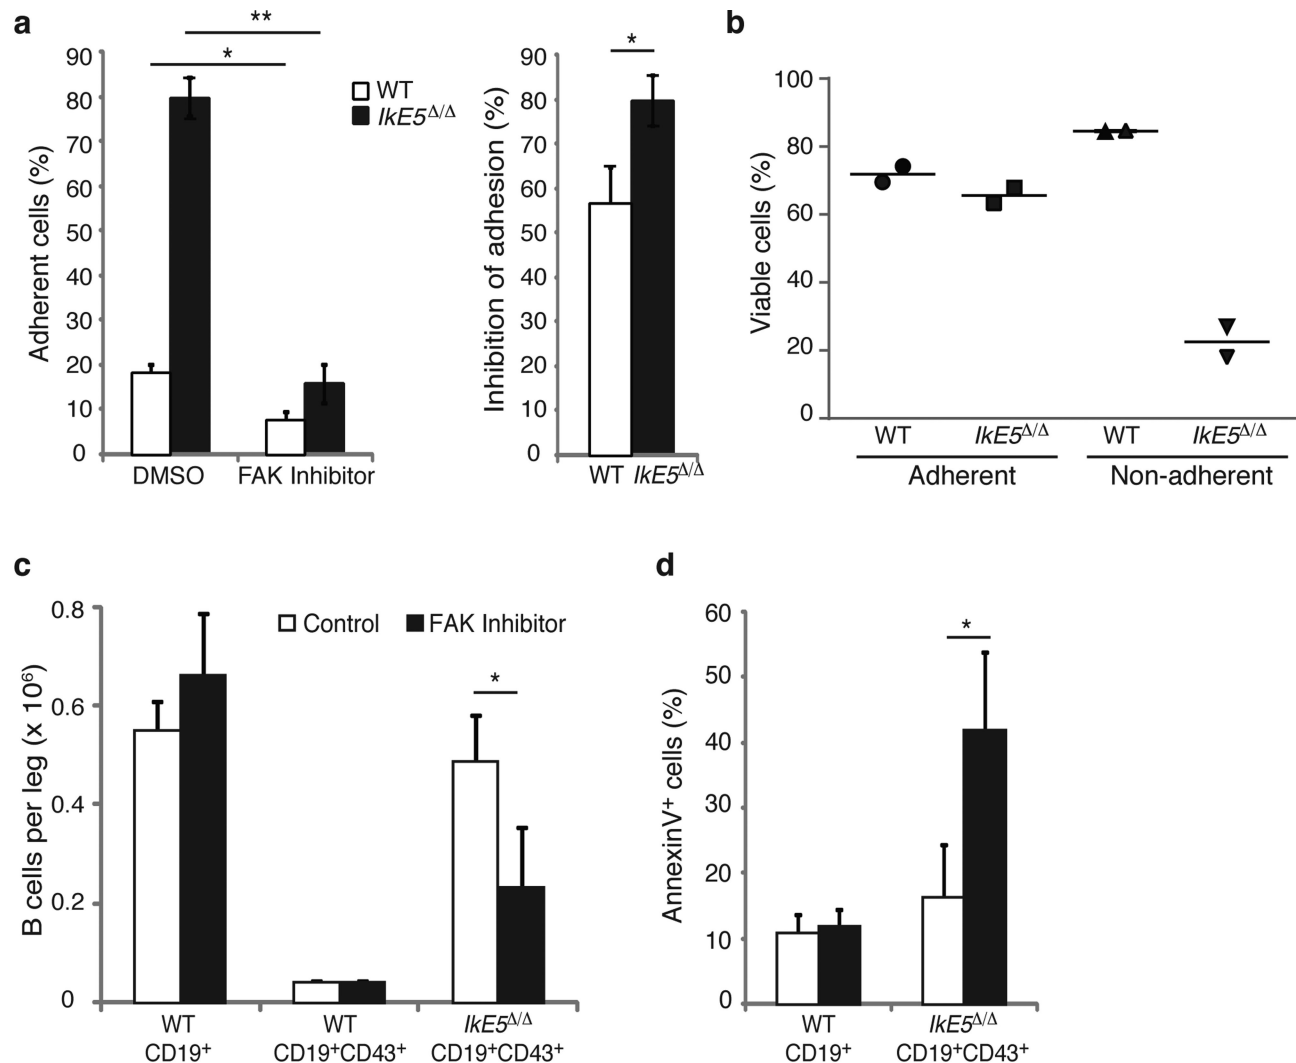 a
**
*
90
80
70
60
50
40
30
20
10
0
Adherent cells (%)
WT
IkE5Δ/Δ
DMSO
FAK Inhibitor
*
90
80
70
60
50
40
30
20
10
0
Inhibition of adhesion (%)
WT IkE5Δ/Δ
b
100
80
60
40
20
0
Viable cells (%)
WT
IkE5Δ/Δ
WT
IkE5Δ/Δ
Adherent
Non-adherent
c
0.8
0.6
0.4
0.2
0
B cells per leg (x 10⁶)
Control
FAK Inhibitor
*
WT
CD19⁺
WT
CD19⁺CD43⁺
IkE5Δ/Δ
CD19⁺CD43⁺
d
60
50
40
30
20
10
0
AnnexinV⁺ cells (%)
*
WT
CD19⁺
IkE5Δ/Δ
CD19⁺CD43⁺